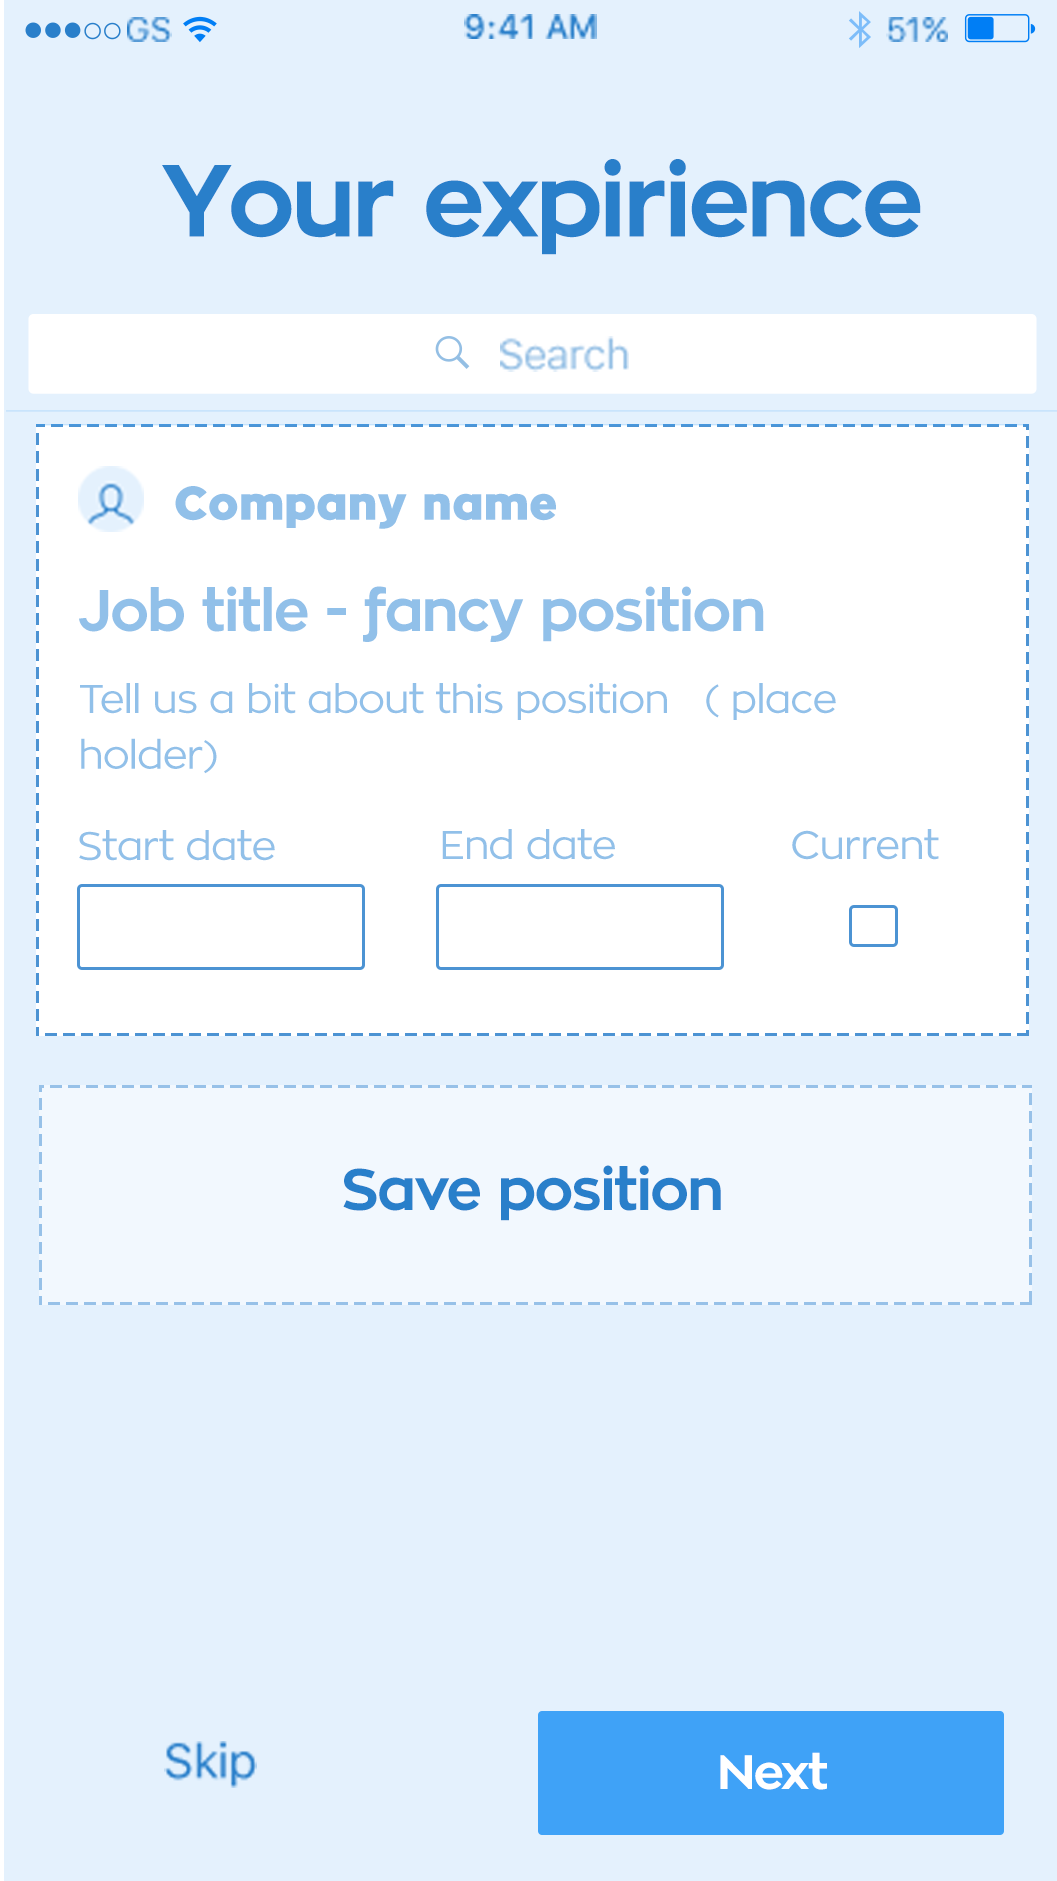 GS 9:41 AM 51%
Your expirience
Search
Company name
Job title - fancy position
Tell us a bit about this position ( place
holder)
Start date End date Current
Save position
Skip Next